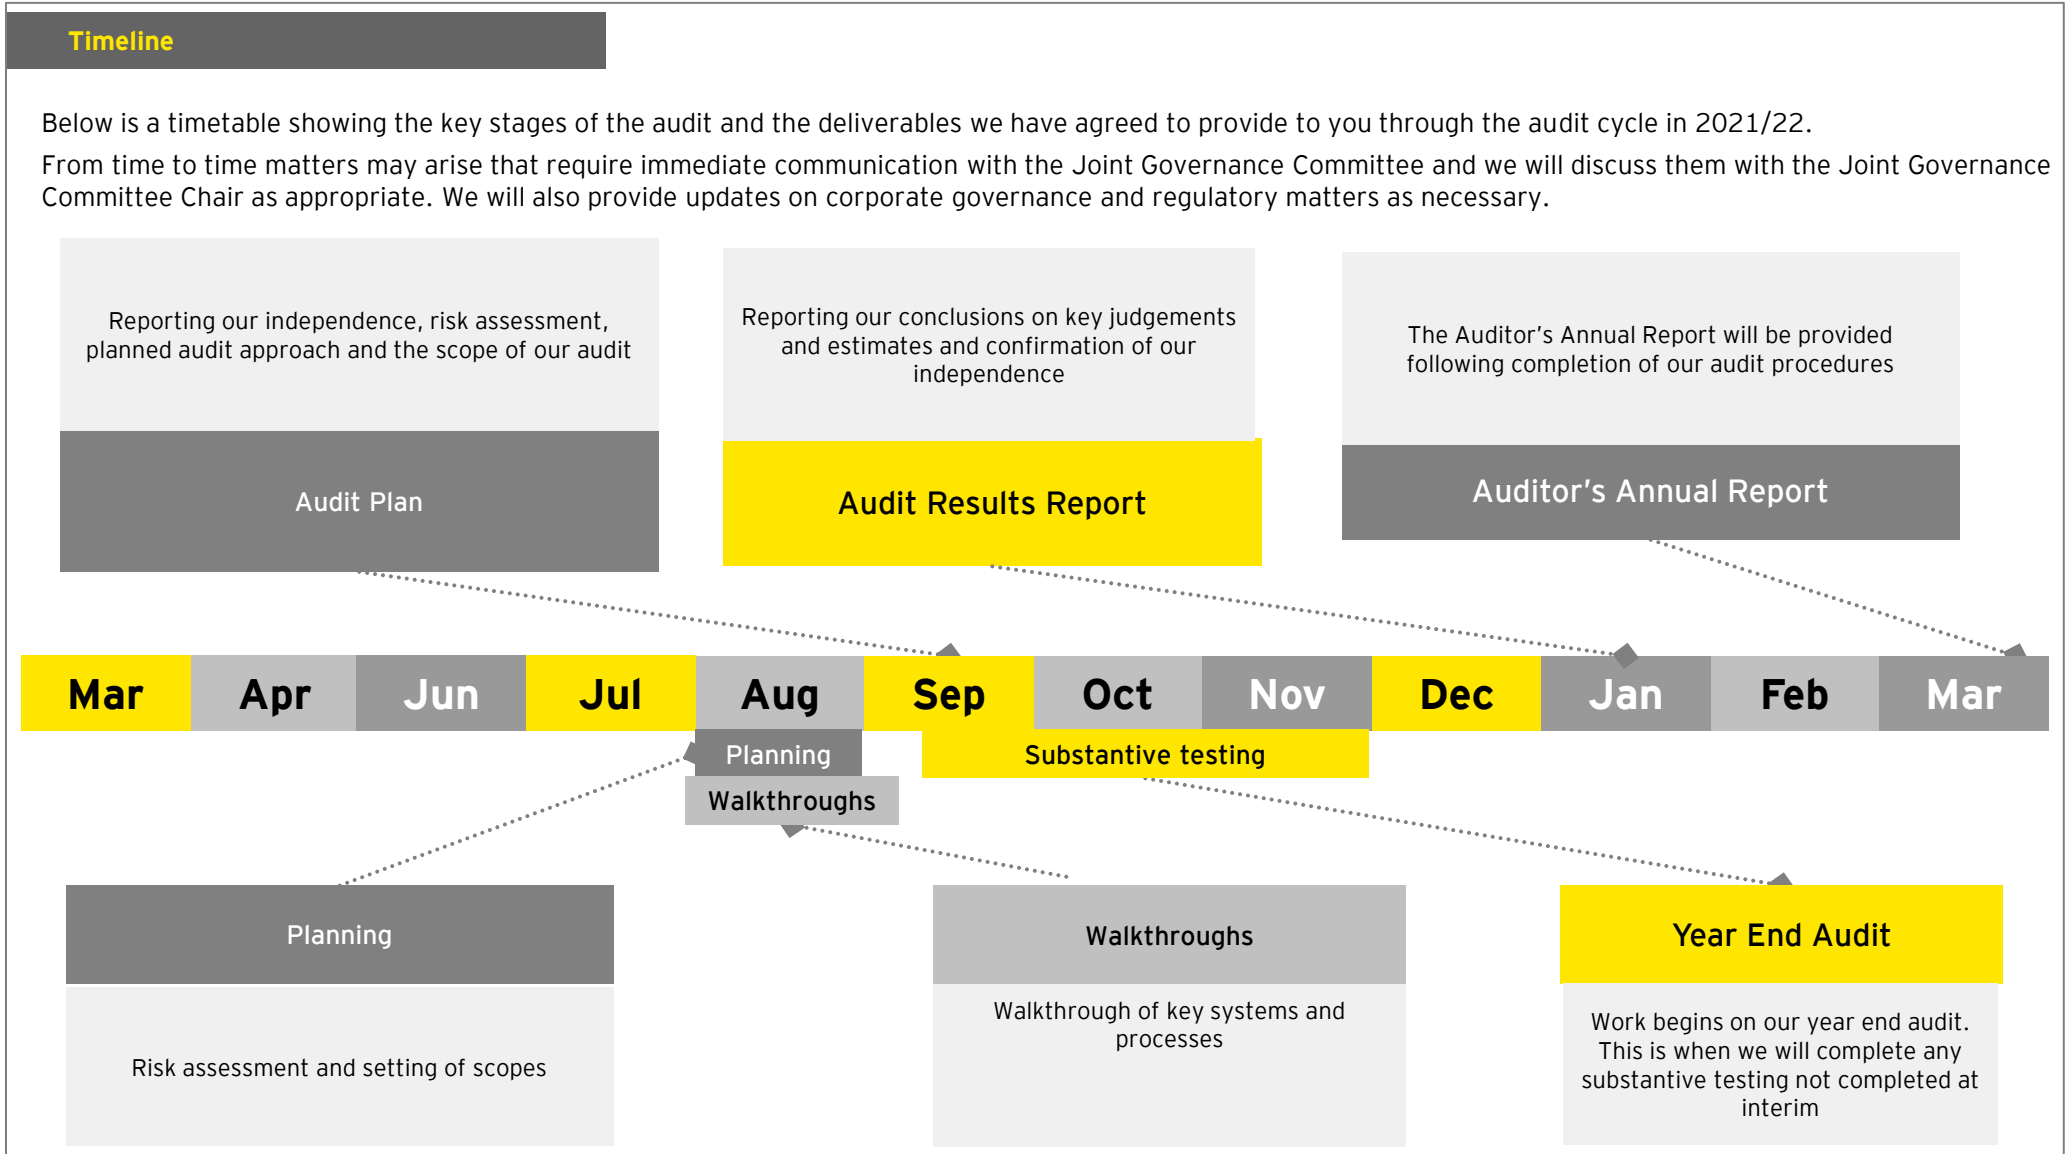 Timeline
Below is a timetable showing the key stages of the audit and the deliverables we have agreed to provide to you through the audit cycle in 2021/22.
From time to time matters may arise that require immediate communication with the Joint Governance Committee and we will discuss them with the Joint Governance
Committee Chair as appropriate. We will also provide updates on corporate governance and regulatory matters as necessary.
Reporting our independence, risk assessment,
planned audit approach and the scope of our audit
Audit Plan
Reporting our conclusions on key judgements
and estimates and confirmation of our
independence
Audit Results Report
The Auditor's Annual Report will be provided
following completion of our audit procedures
Auditor's Annual Report
Mar Apr Jun Jul Aug Sep Oct Nov Dec Jan Feb Mar
Planning
Substantive testing
Walkthroughs
Planning
Risk assessment and setting of scopes
Walkthroughs
Walkthrough of key systems and
processes
Year End Audit
Work begins on our year end audit.
This is when we will complete any
substantive testing not completed at
interim